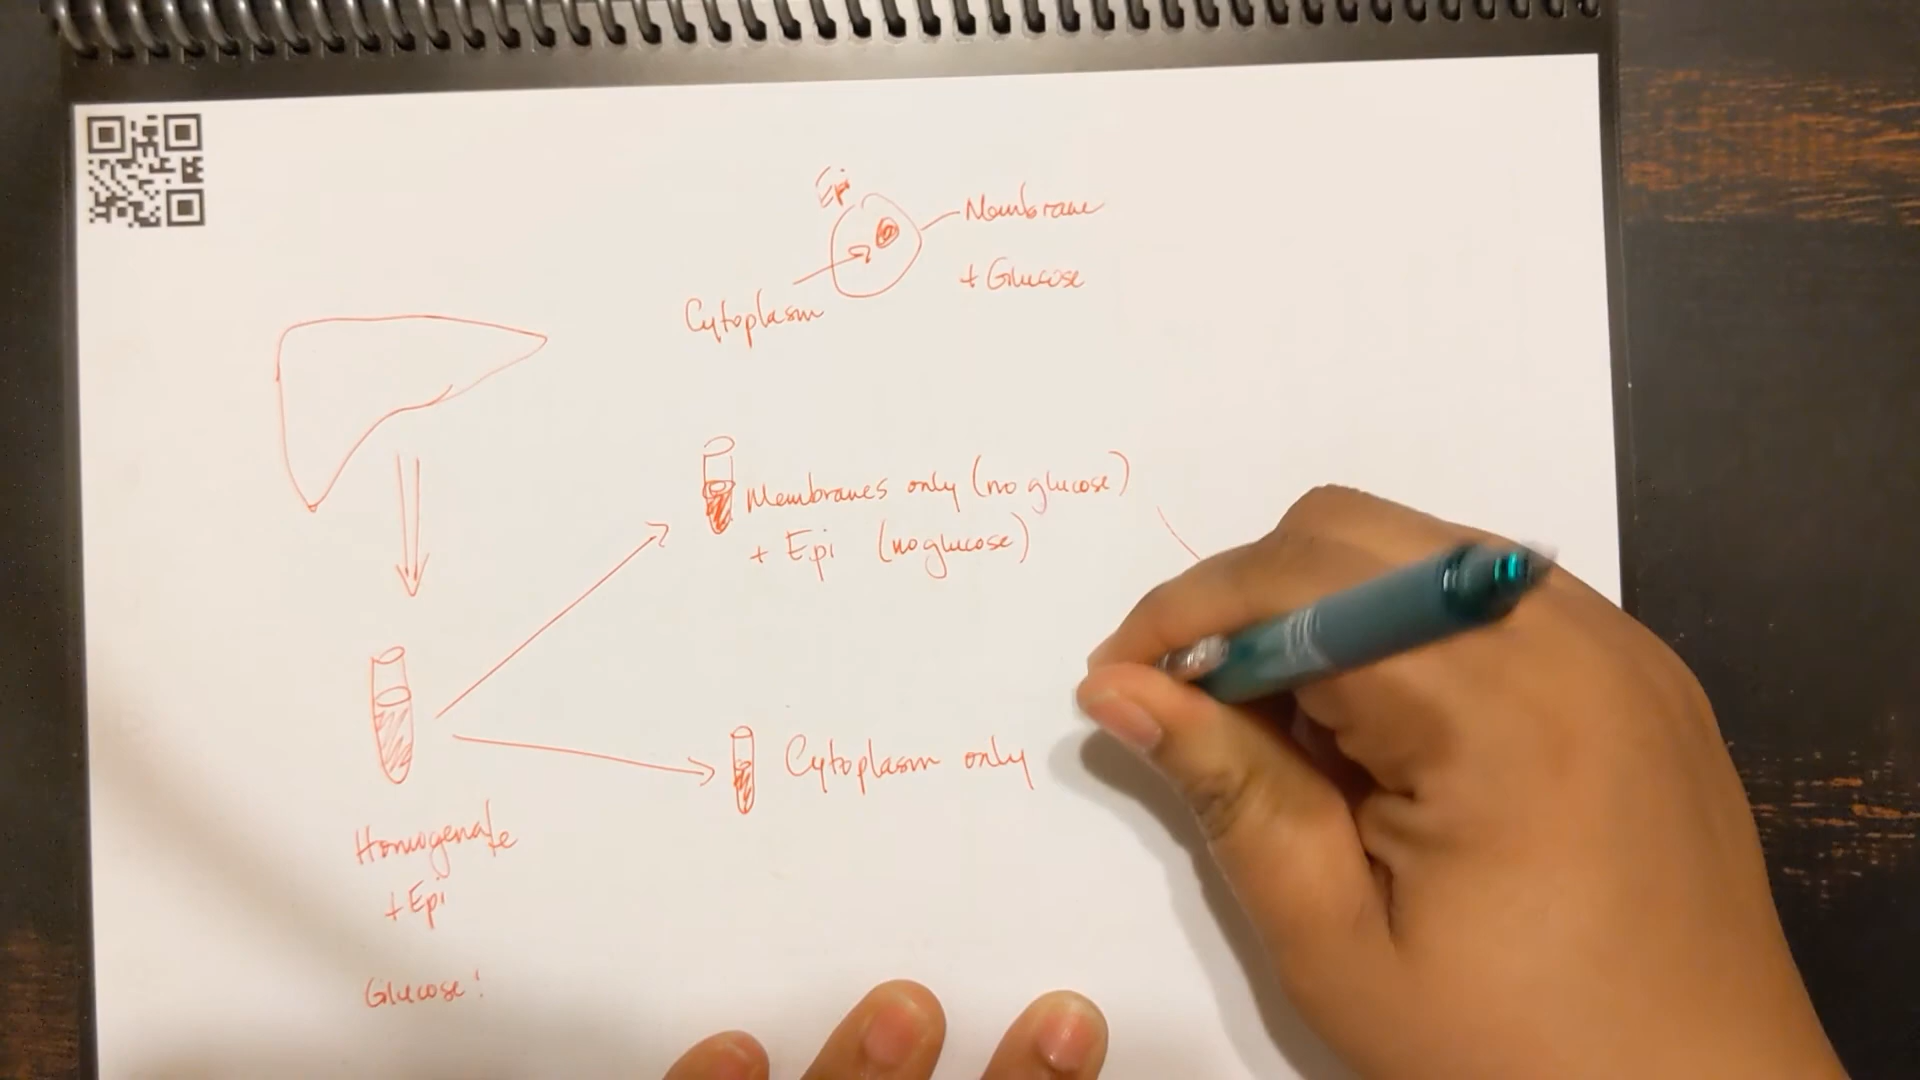 Epi
Membrane
+ Glucose
Cytoplasm
Membranes only (no glucose)
+ Epi (no glucose)
Cytoplasm only
Homogenate
+ Epi
Glucose!